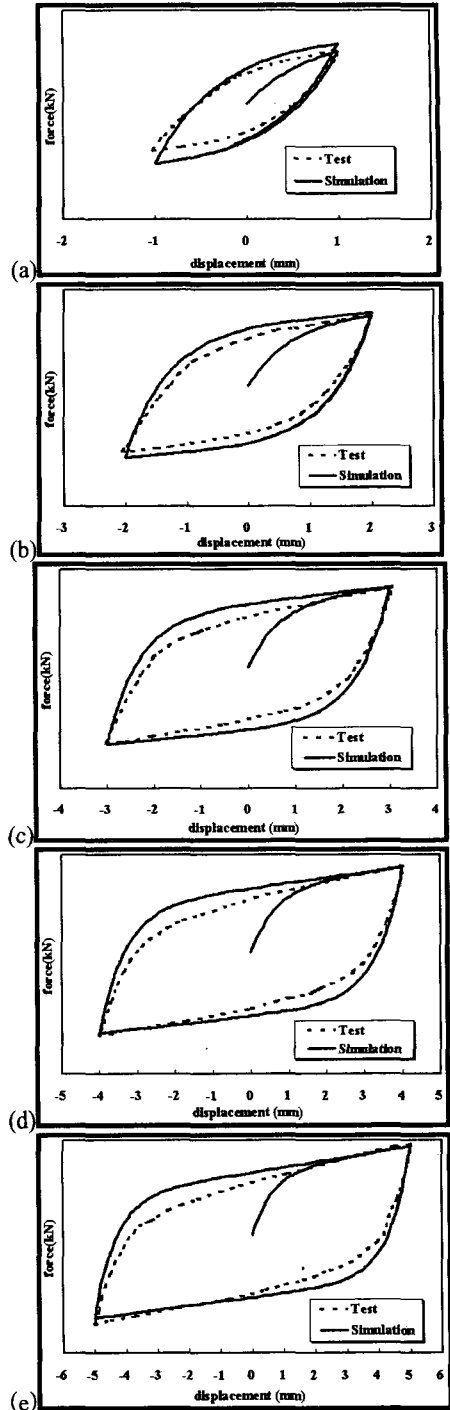 force(kN)
Test
Simulation
-2 -1 0 1 2
(a)
displacement (mm)
force(kN)
Test
Simulation
-3 -2 -1 0 1 2 3
(b)
displacement (mm)
force(kN)
Test
Simulation
-4 -3 -2 -1 0 1 2 3 4
(c)
displacement (mm)
force(kN)
Test
Simulation
-5 -4 -3 -2 -1 0 1 2 3 4 5
(d)
displacement (mm)
force(kN)
Test
Simulation
-6 -5 -4 -3 -2 -1 0 1 2 3 4 5 6
(e)
displacement (mm)